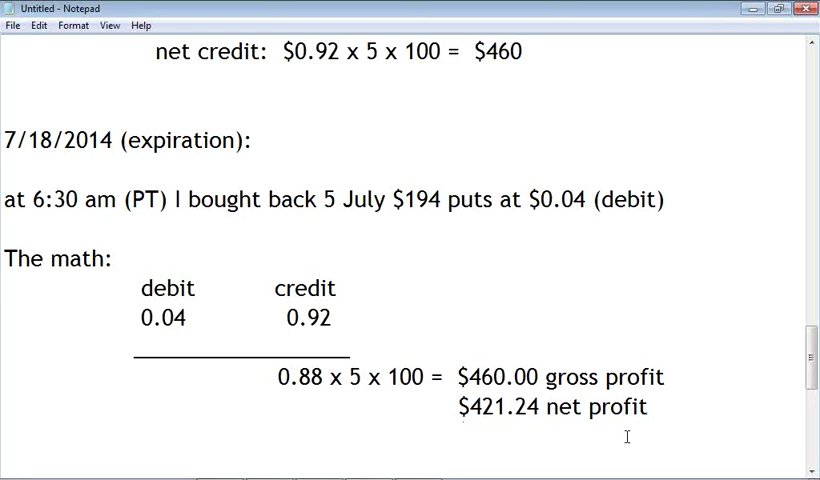 Untitled - Notepad
File Edit Format View Help
net credit: $0.92 x 5 x 100 = $460
7/18/2014 (expiration):
at 6:30 am (PT) I bought back 5 July $194 puts at $0.04 (debit)
The math:
debit credit
0.04 0.92
0.88 x 5 x 100 = $460.00 gross profit
$421.24 net profit